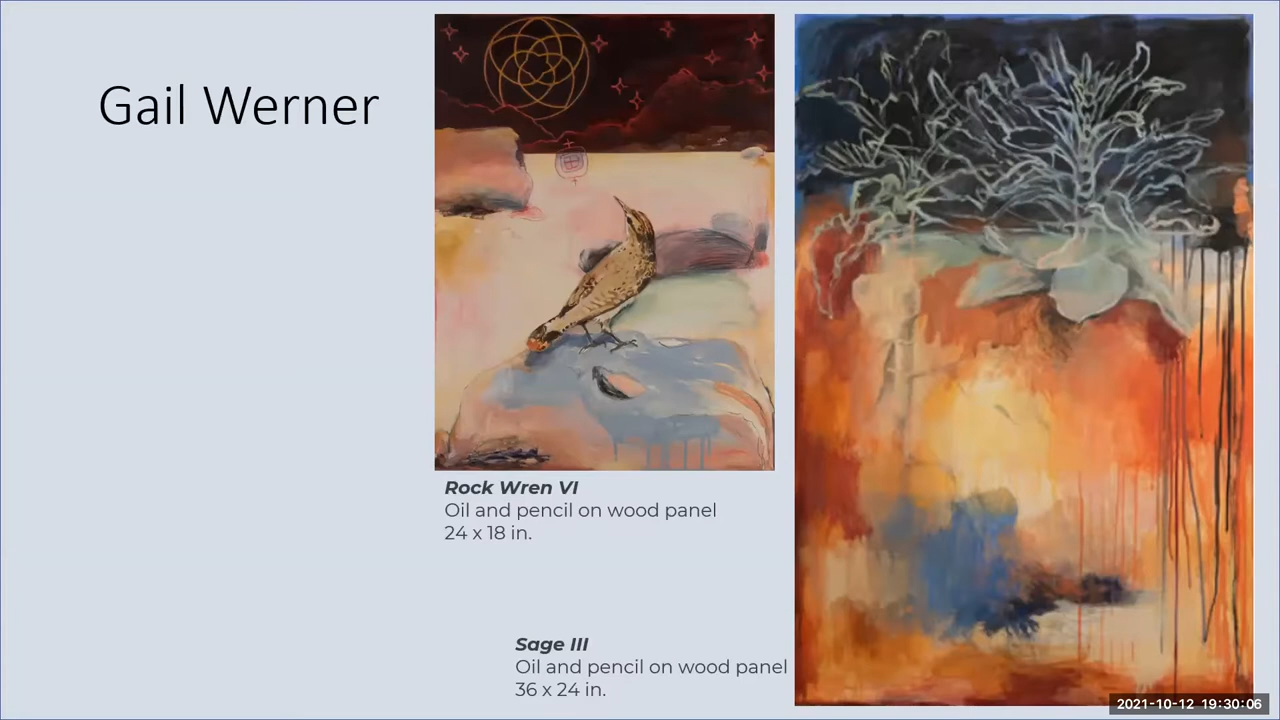 Gail Werner
Rock Wren VI
Oil and pencil on wood panel
24 x 18 in.
Sage III
Oil and pencil on wood panel
36 x 24 in.
2021-10-12 19:30:06